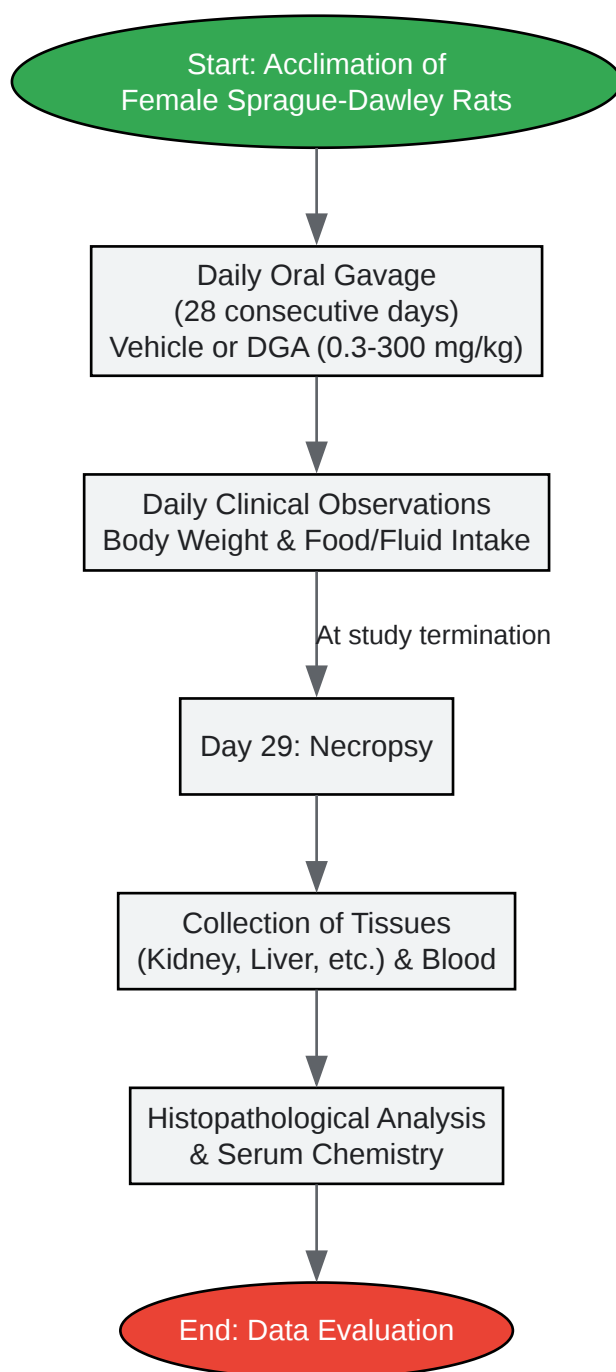 Start: Acclimation of
Female Sprague-Dawley Rats
Daily Oral Gavage
(28 consecutive days)
Vehicle or DGA (0.3-300 mg/kg)
Daily Clinical Observations
Body Weight & Food/Fluid Intake
At study termination
Day 29: Necropsy
Collection of Tissues
(Kidney, Liver, etc.) & Blood
Histopathological Analysis
& Serum Chemistry
End: Data Evaluation